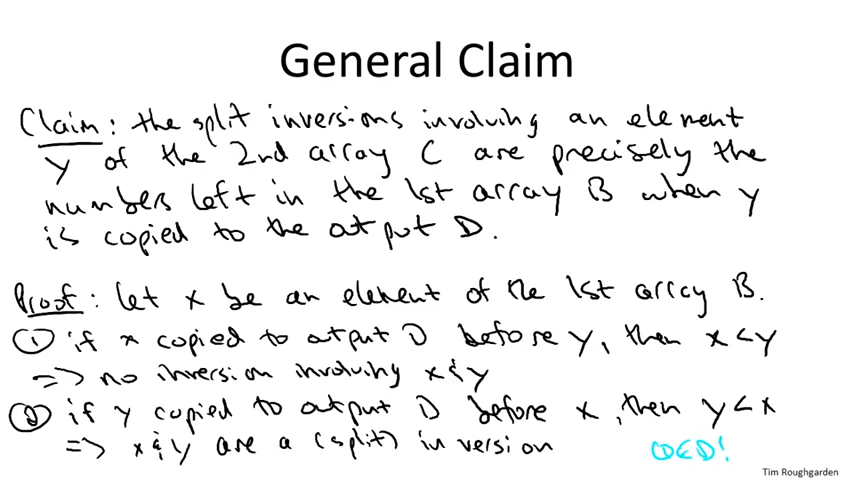 General Claim
Claim: the split inversions involving an element
y of the 2nd array C are precisely the
numbers left in the 1st array B when y
is copied to the output D.
Proof: let x be an element of the 1st array B.
① if x copied to output D before y, then x<y
=> no inversion involving x & y
② if y copied to output D before x, then y<x
=> x & y are a (split) inversion
QED!
Tim Roughgarden